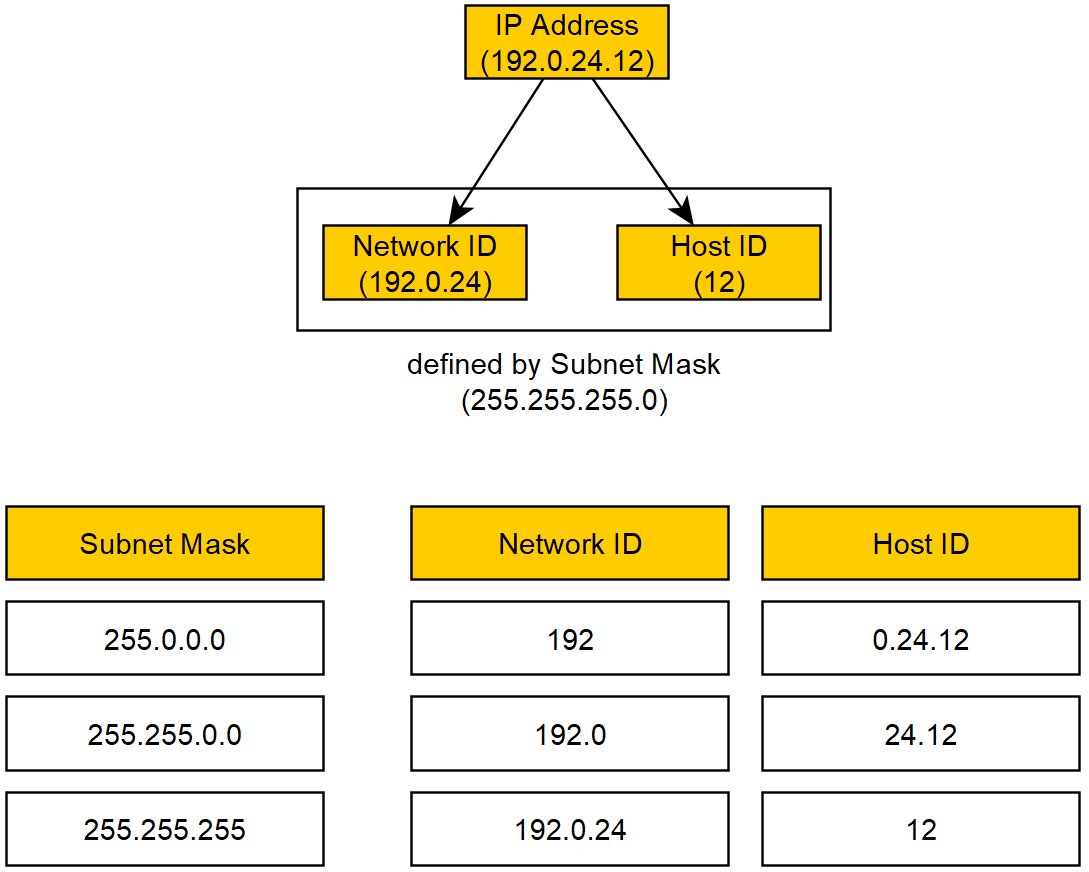 IP Address
(192.0.24.12)
Network ID
(192.0.24)
Host ID
(12)
defined by Subnet Mask
(255.255.255.0)
Subnet Mask
Network ID
Host ID
255.0.0.0
192
0.24.12
255.255.0.0
192.0
24.12
255.255.255
192.0.24
12